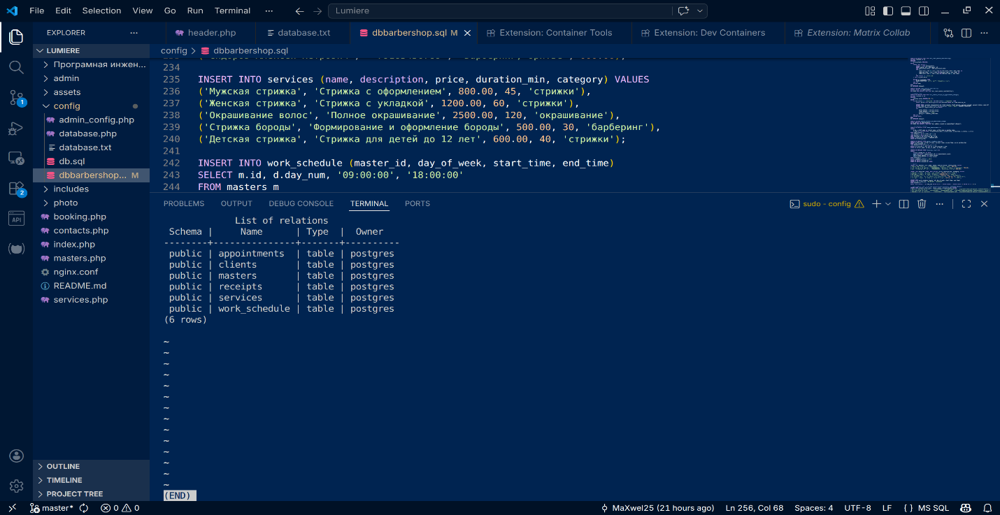 File Edit Selection View Go Run Terminal ··· Lumiere
EXPLORER ···
header.php database.txt dbbarbershop.sql M Extension: Container Tools Extension: Dev Containers Extension: Matrix Collab ···
config > dbbarbershop.sql
LUMIERE
Програмная инжен...
admin
assets
config
admin_config.php
database.php
database.txt
db.sql
dbbarbershop... M
includes
photo
booking.php
contacts.php
index.php
masters.php
nginx.conf
README.md
services.php
OUTLINE
TIMELINE
PROJECT TREE
1
2
API
234
235 INSERT INTO services (name, description, price, duration_min, category) VALUES
236 ('Мужская стрижка', 'Стрижка с оформлением', 800.00, 45, 'стрижки'),
237 ('Женская стрижка', 'Стрижка с укладкой', 1200.00, 60, 'стрижки'),
238 ('Окрашивание волос', 'Полное окрашивание', 2500.00, 120, 'окрашивание'),
239 ('Стрижка бороды', 'Формирование и оформление бороды', 500.00, 30, 'барберинг'),
240 ('Детская стрижка', 'Стрижка для детей до 12 лет', 600.00, 40, 'стрижки');
241
242 INSERT INTO work_schedule (master_id, day_of_week, start_time, end_time)
243 SELECT m.id, d.day_num, '09:00:00', '18:00:00'
244 FROM masters m
PROBLEMS OUTPUT DEBUG CONSOLE TERMINAL PORTS sudo - config ···
List of relations
Schema | Name | Type | Owner
--------+---------------+-------+----------
public | appointments | table | postgres
public | clients | table | postgres
public | masters | table | postgres
public | receipts | table | postgres
public | services | table | postgres
public | work_schedule | table | postgres
(6 rows)
~
~
~
~
~
~
~
~
~
~
~
~
~
~
(END)
master* 0 0 MaXwel25 (21 hours ago) Ln 256, Col 68 Spaces: 4 UTF-8 LF { } MS SQL